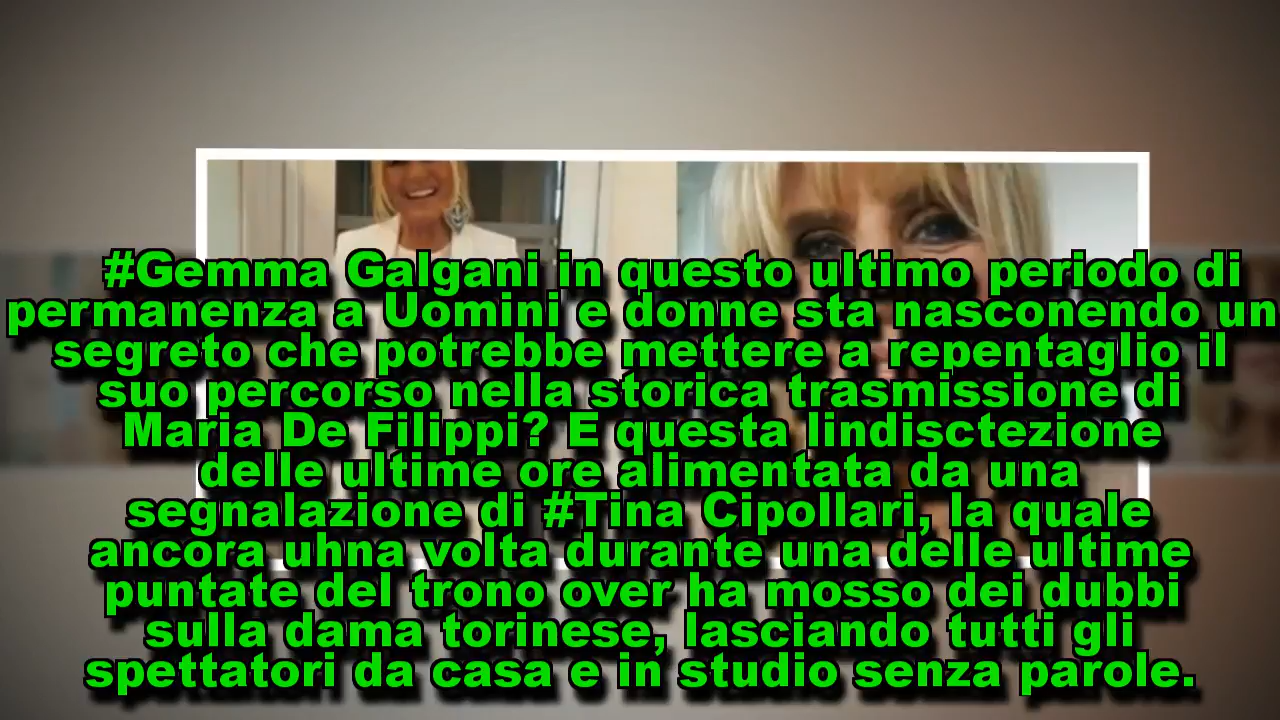 #Gemma Galgani in questo ultimo periodo di
permanenza a Uomini e donne sta nasconendo un
segreto che potrebbe mettere a repentaglio il
suo percorso nella storica trasmissione di
Maria De Filippi? E questa lindisctezione
delle ultime ore alimentata da una
segnalazione di #Tina Cipollari, la quale
ancora uhna volta durante una delle ultime
puntate del trono over ha mosso dei dubbi
sulla dama torinese, lasciando tutti gli
spettatori da casa e in studio senza parole.